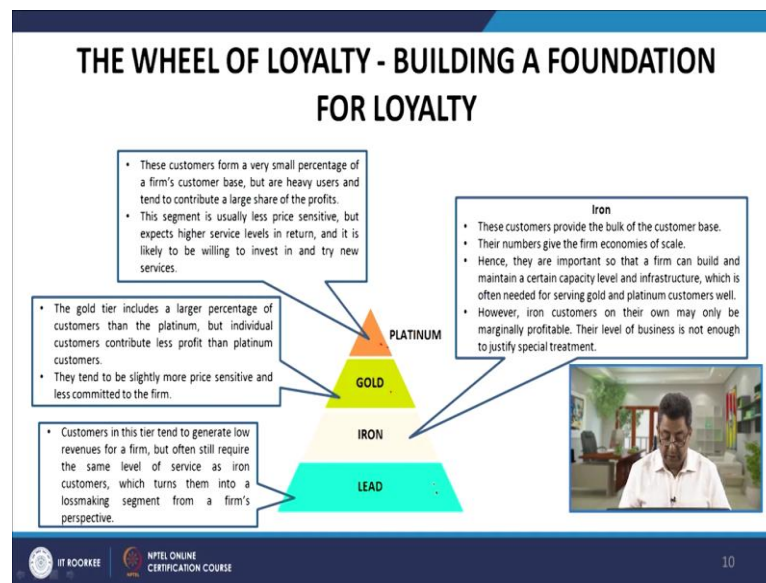 THE WHEEL OF LOYALTY - BUILDING A FOUNDATION
FOR LOYALTY
• These customers form a very small percentage of
a firm's customer base, but are heavy users and
tend to contribute a large share of the profits.
• This segment is usually less price sensitive, but
expects higher service levels in return, and it is
likely to be willing to invest in and try new
services.
• The gold tier includes a larger percentage of
customers than the platinum, but individual
customers contribute less profit than platinum
customers.
• They tend to be slightly more price sensitive and
less committed to the firm.
• Customers in this tier tend to generate low
revenues for a firm, but often still require
the same level of service as iron
customers, which turns them into a
lossmaking segment from a firm's
perspective.
PLATINUM
GOLD
IRON
LEAD
Iron
• These customers provide the bulk of the customer base.
• Their numbers give the firm economies of scale.
• Hence, they are important so that a firm can build and
maintain a certain capacity level and infrastructure, which is
often needed for serving gold and platinum customers well.
• However, iron customers on their own may only be
marginally profitable. Their level of business is not enough
to justify special treatment.
IIT ROORKEE
NPTEL ONLINE
CERTIFICATION COURSE
10